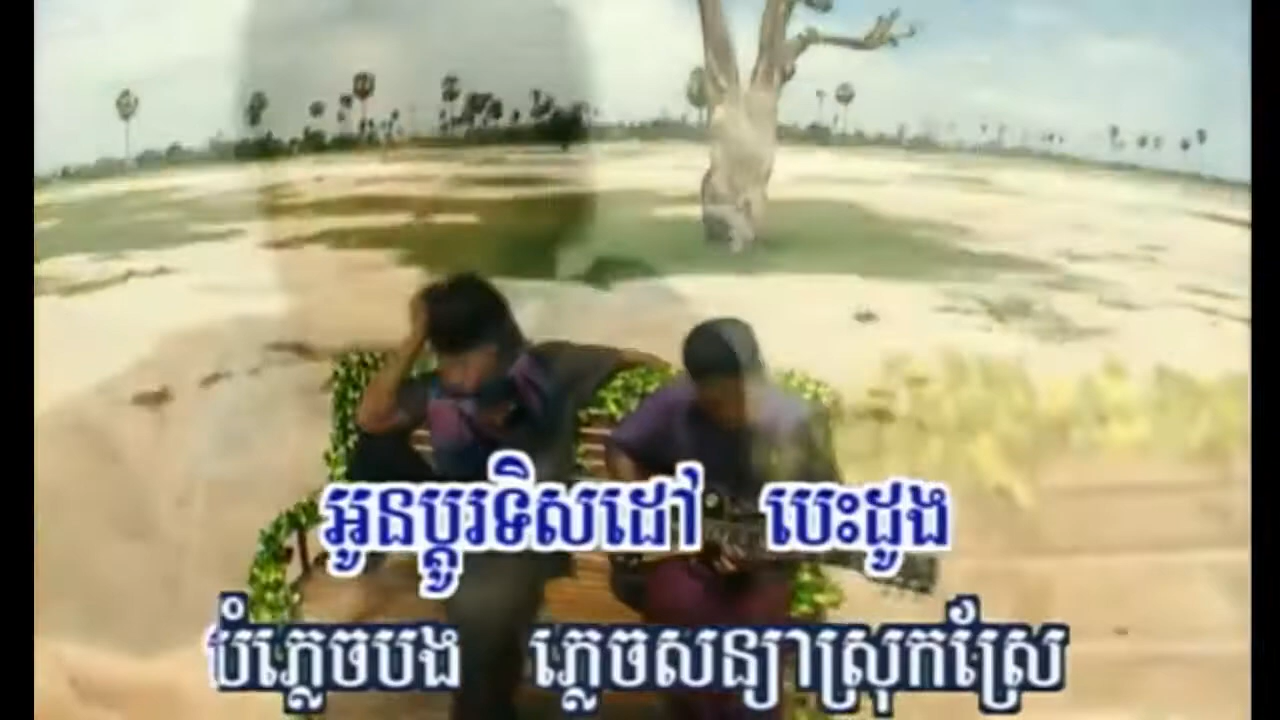 អូនប្ដូរទិសដៅ បេះដូង
បំភ្លេចបង ភ្លេចសន្យាស្រុកស្រែ